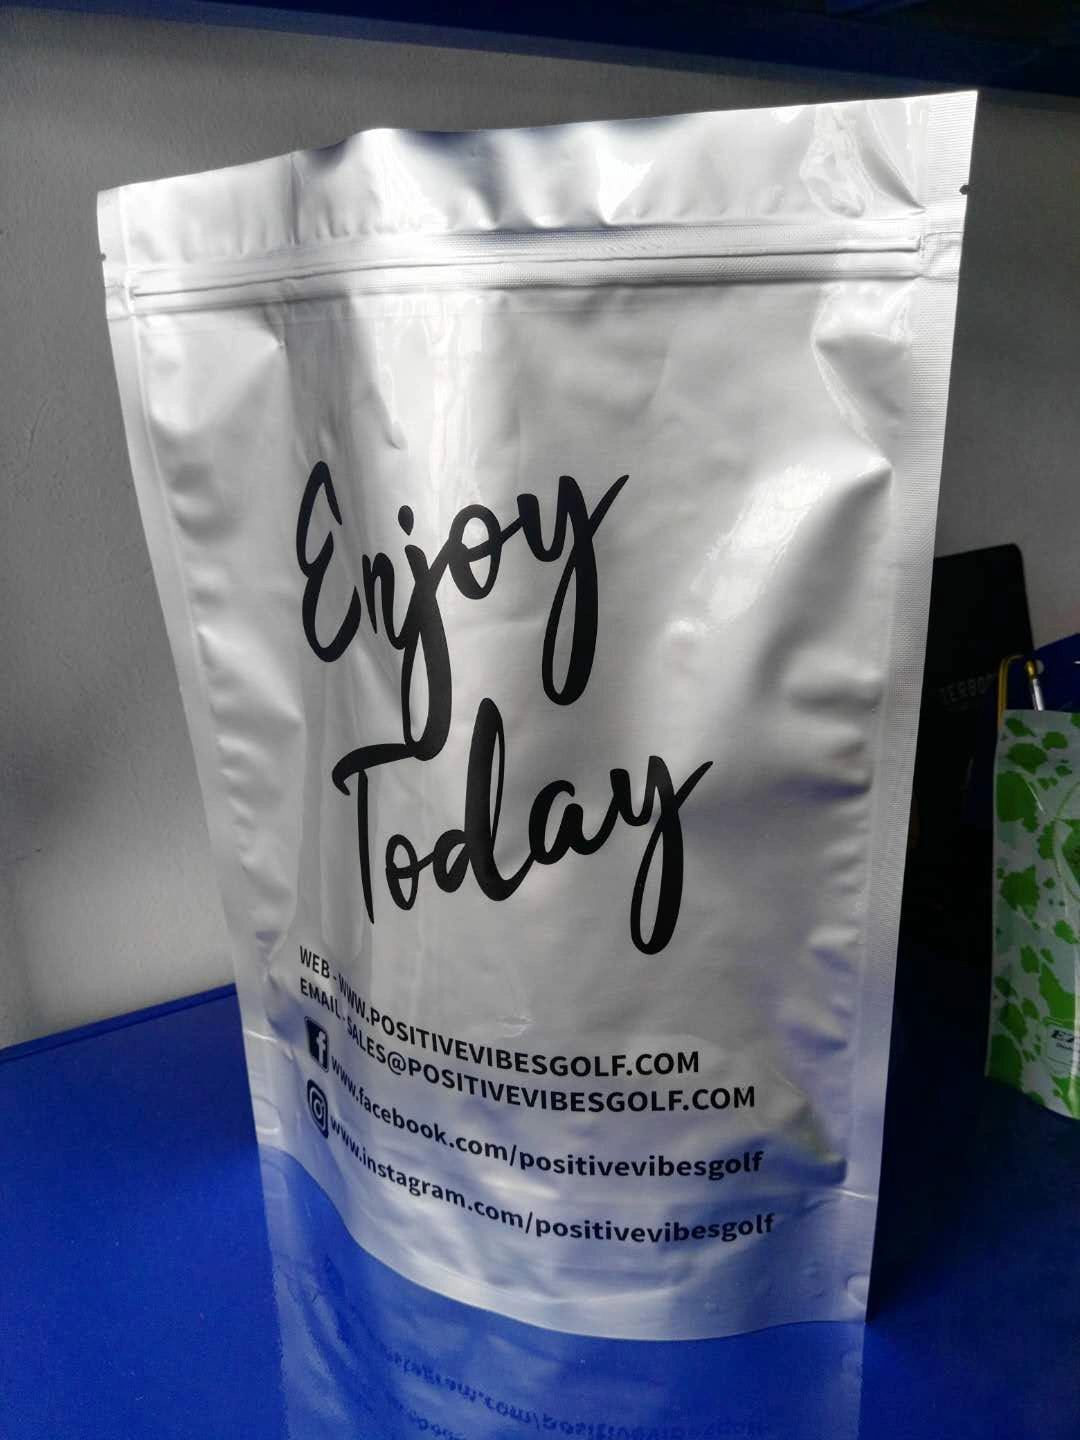 Enjoy
Today
WEB-WWW.POSITIVEVIBESGOLF.COM
EMAIL-SALES@POSITIVEVIBESGOLF.COM
f www.facebook.com/positivevibesgolf
www.instagram.com/positivevibesgolf